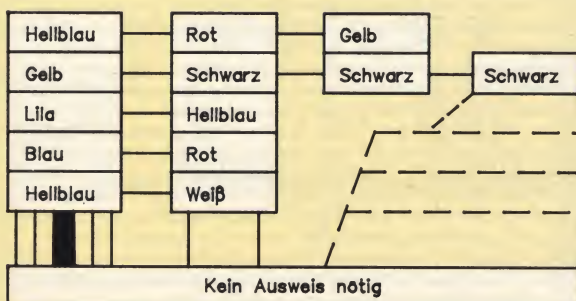 Hellblau Rot Gelb
Gelb Schwarz Schwarz Schwarz
Lila Hellblau
Blau Rot
Hellblau Weiß
Kein Ausweis nötig